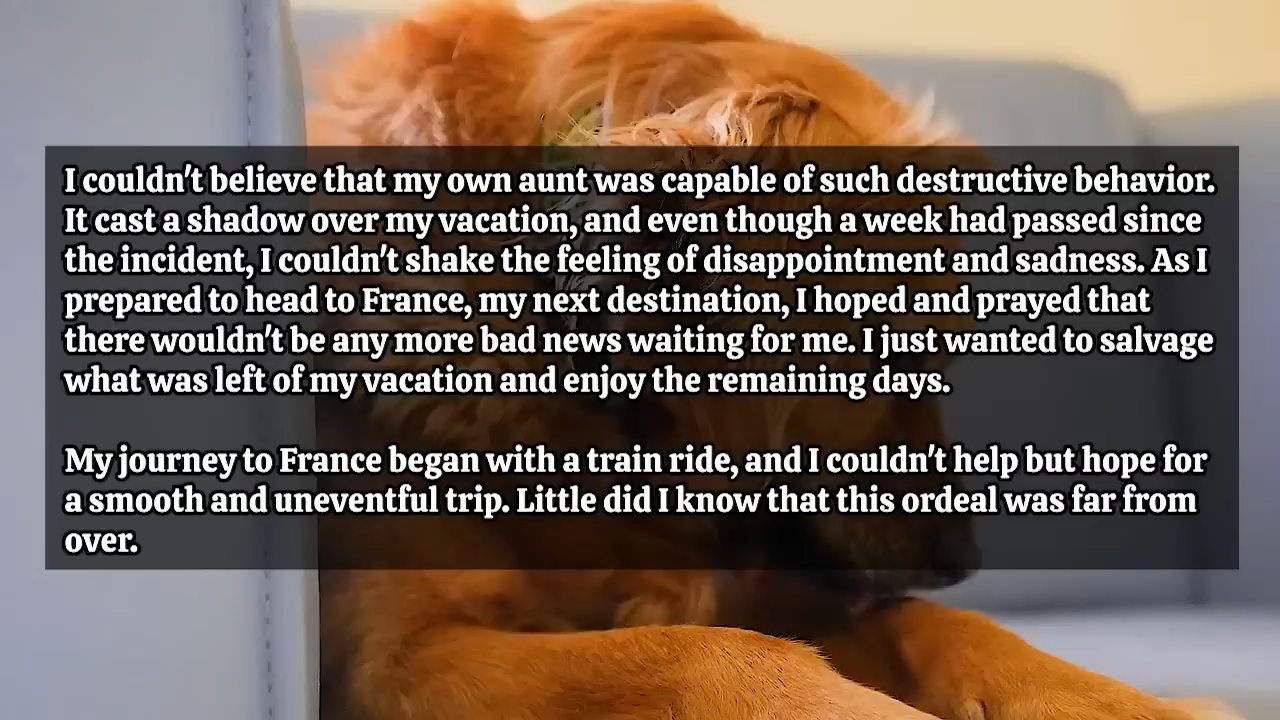 I couldn't believe that my own aunt was capable of such destructive behavior.
It cast a shadow over my vacation, and even though a week had passed since
the incident, I couldn't shake the feeling of disappointment and sadness. As I
prepared to head to France, my next destination, I hoped and prayed that
there wouldn't be any more bad news waiting for me. I just wanted to salvage
what was left of my vacation and enjoy the remaining days.
My journey to France began with a train ride, and I couldn't help but hope for
a smooth and uneventful trip. Little did I know that this ordeal was far from
over.